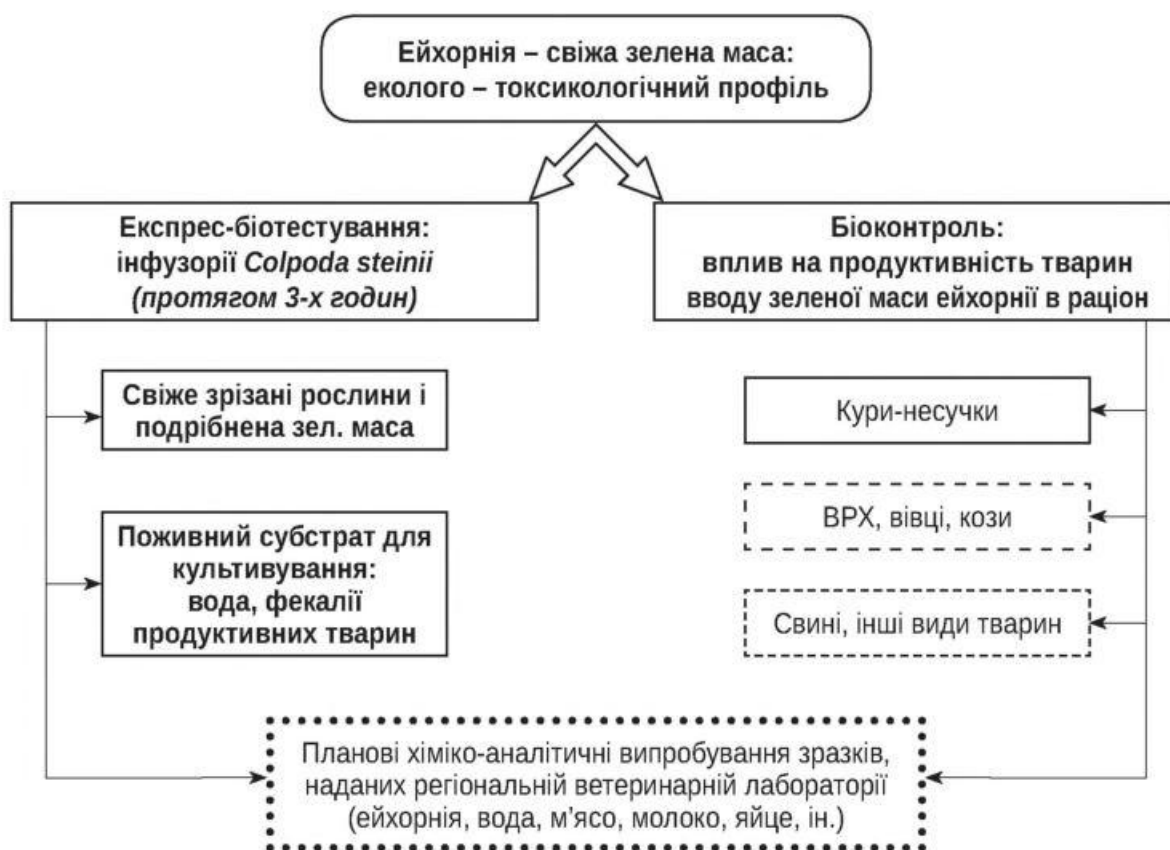 Ейхорнія – свіжа зелена маса:
еколого – токсикологічний профіль
Експрес-біотестування:
інфузорії Colpoda steinii
(протягом 3-х годин)
Біоконтроль:
вплив на продуктивність тварин
вводу зеленої маси ейхорнії в раціон
Свіже зрізані рослини і
подрібнена зел. маса
Поживний субстрат для
культивування:
вода, фекалії
продуктивних тварин
Кури-несучки
ВРХ, вівці, кози
Свині, інші види тварин
Планові хіміко-аналітичні випробування зразків,
наданих регіональній ветеринарній лабораторії
(ейхорнія, вода, м’ясо, молоко, яйце, ін.)